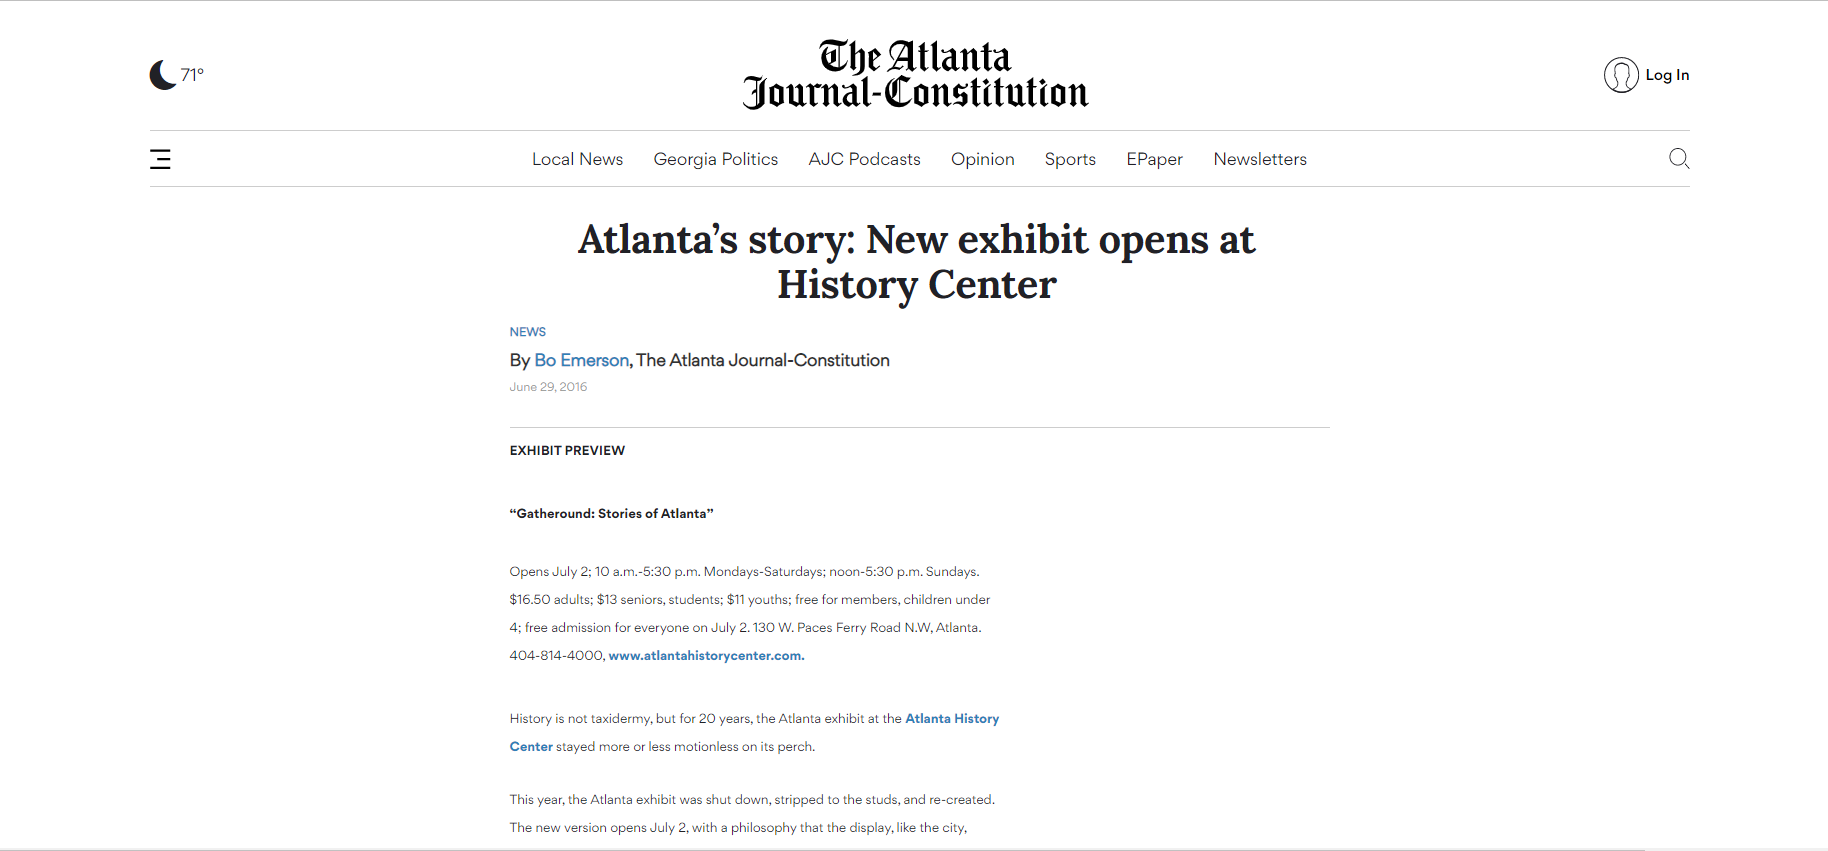 71°
The Atlanta
Journal-Constitution
Log In
Local News Georgia Politics AJC Podcasts Opinion Sports EPaper Newsletters
Atlanta’s story: New exhibit opens at
History Center
NEWS
By Bo Emerson, The Atlanta Journal-Constitution
June 29, 2016
EXHIBIT PREVIEW
“Gatheround: Stories of Atlanta”
Opens July 2; 10 a.m.-5:30 p.m. Mondays-Saturdays; noon-5:30 p.m. Sundays.
$16.50 adults; $13 seniors, students; $11 youths; free for members, children under
4; free admission for everyone on July 2. 130 W. Paces Ferry Road N.W, Atlanta.
404-814-4000, www.atlantahistorycenter.com.
History is not taxidermy, but for 20 years, the Atlanta exhibit at the Atlanta History
Center stayed more or less motionless on its perch.
This year, the Atlanta exhibit was shut down, stripped to the studs, and re-created.
The new version opens July 2, with a philosophy that the display, like the city,